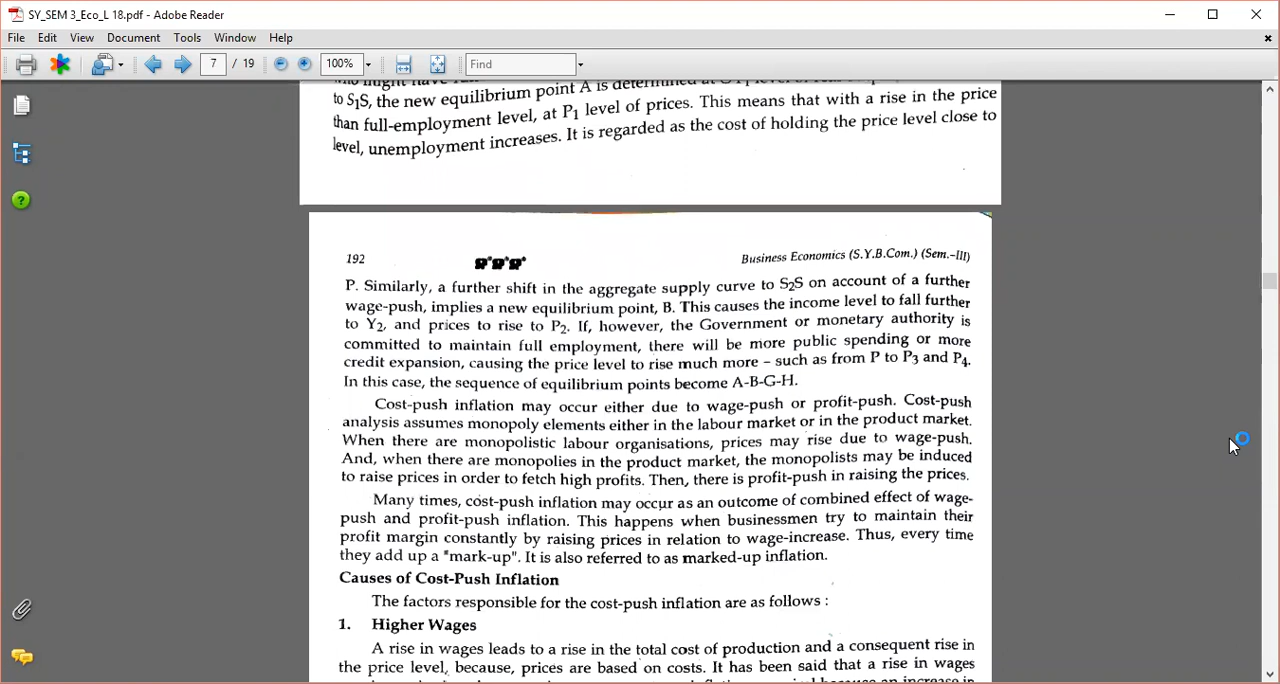 SY_SEM 3_Eco_L 18.pdf - Adobe Reader
File Edit View Document Tools Window Help
7 / 19 100% Find
to S1S, the new equilibrium point A is determined at
than full-employment level, at P1 level of prices. This means that with a rise in the price
level, unemployment increases. It is regarded as the cost of holding the price level close to
192 Business Economics (S.Y.B.Com.) (Sem.-III)
P. Similarly, a further shift in the aggregate supply curve to S2S on account of a further
wage-push, implies a new equilibrium point, B. This causes the income level to fall further
to Y2, and prices to rise to P2. If, however, the Government or monetary authority is
committed to maintain full employment, there will be more public spending or more
credit expansion, causing the price level to rise much more – such as from P to P3 and P4.
In this case, the sequence of equilibrium points become A-B-G-H.
Cost-push inflation may occur either due to wage-push or profit-push. Cost-push
analysis assumes monopoly elements either in the labour market or in the product market.
When there are monopolistic labour organisations, prices may rise due to wage-push.
And, when there are monopolies in the product market, the monopolists may be induced
to raise prices in order to fetch high profits. Then, there is profit-push in raising the prices.
Many times, cost-push inflation may occur as an outcome of combined effect of wage-
push and profit-push inflation. This happens when businessmen try to maintain their
profit margin constantly by raising prices in relation to wage-increase. Thus, every time
they add up a "mark-up". It is also referred to as marked-up inflation.
Causes of Cost-Push Inflation
The factors responsible for the cost-push inflation are as follows :
1. Higher Wages
A rise in wages leads to a rise in the total cost of production and a consequent rise in
the price level, because, prices are based on costs. It has been said that a rise in wages